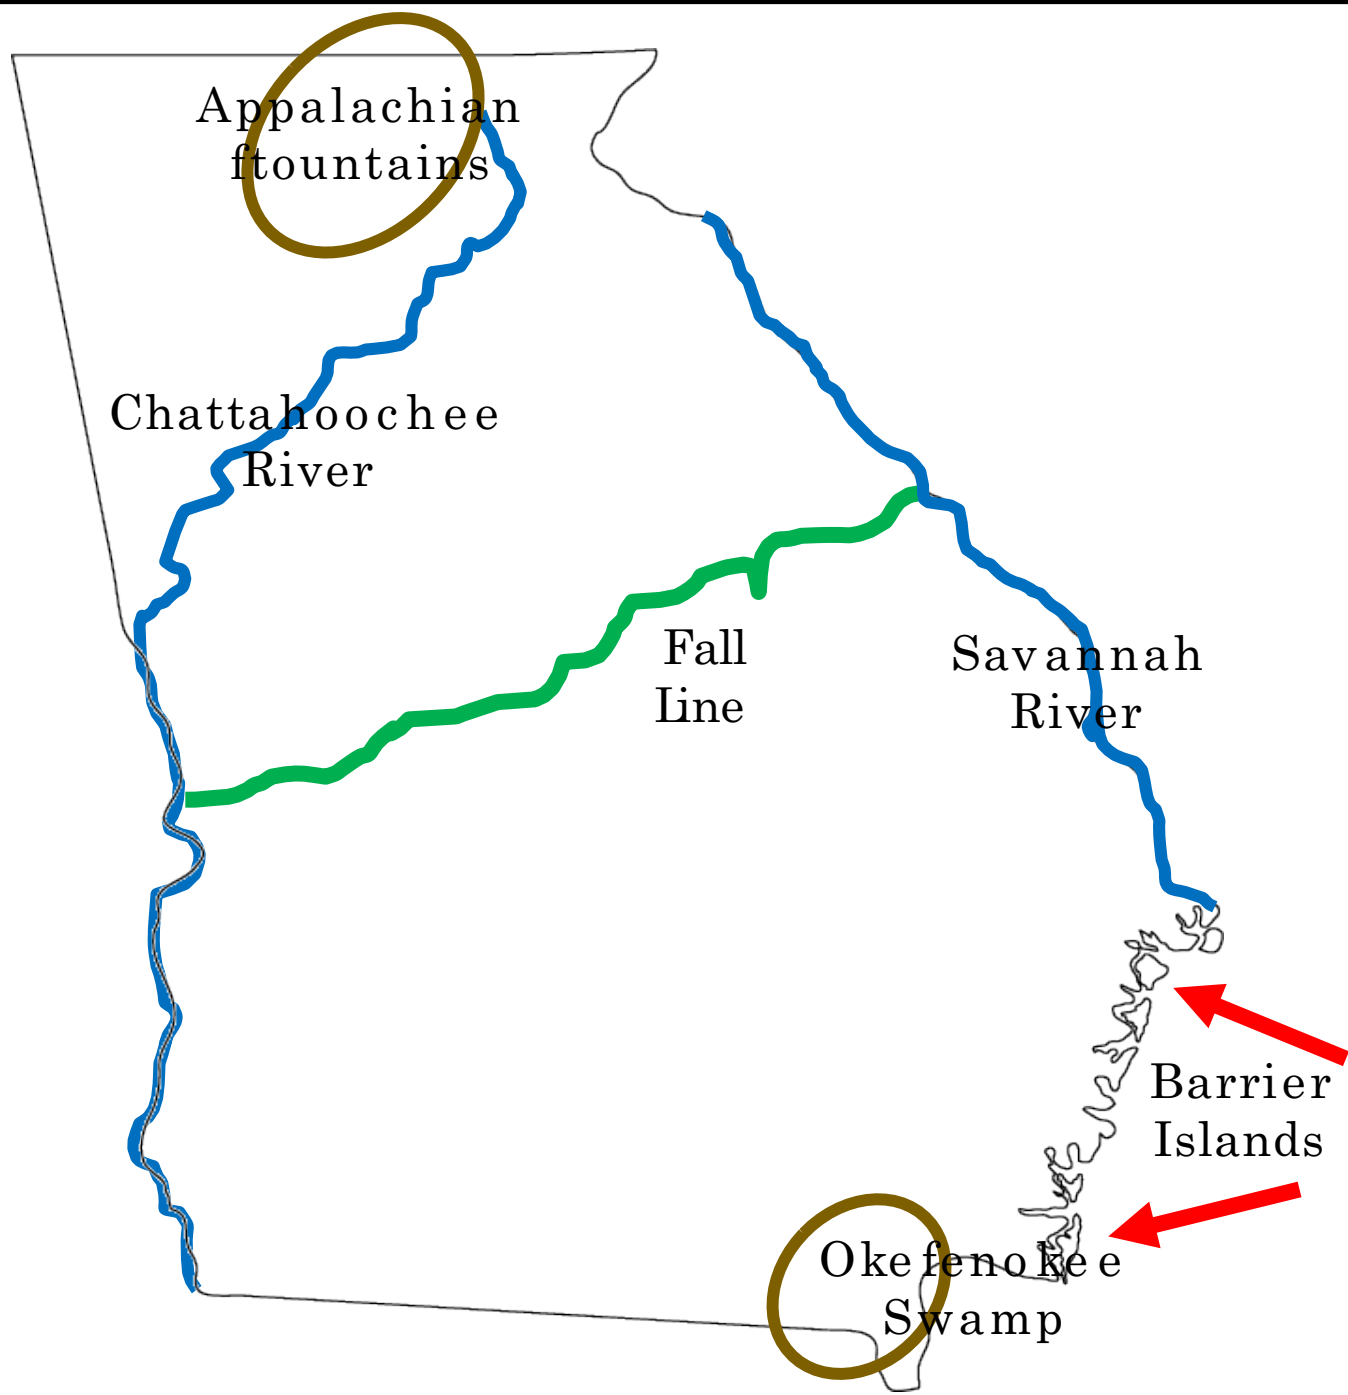 Appalachian
ftountains
Chattahoochee
River
Fall
Line
Savannah
River
Barrier
Islands
Okefenokee
Swamp